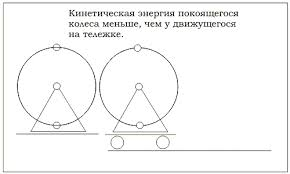 Кинетическая энергия покоящегося
колеса меньше, чем у движущегося
на тележке.